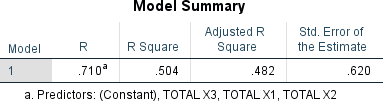 Model Summary
Model R R Square Adjusted R Square Std. Error of the Estimate
1 .710a .504 .482 .620
a. Predictors: (Constant), TOTAL X3, TOTAL X1, TOTAL X2